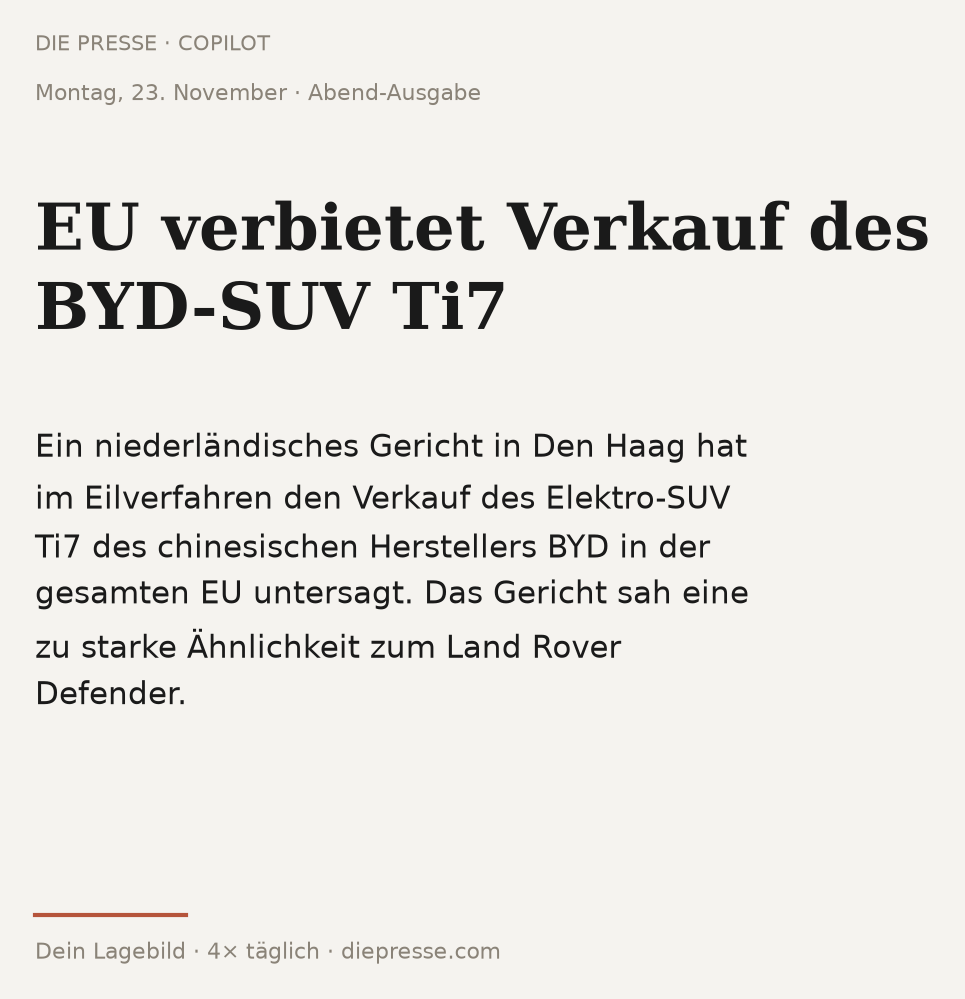 DIE PRESSE · COPILOT
Montag, 23. November · Abend-Ausgabe
EU verbietet Verkauf des
BYD-SUV Ti7
Ein niederländisches Gericht in Den Haag hat
im Eilverfahren den Verkauf des Elektro-SUV
Ti7 des chinesischen Herstellers BYD in der
gesamten EU untersagt. Das Gericht sah eine
zu starke Ähnlichkeit zum Land Rover
Defender.
Dein Lagebild · 4× täglich · diepresse.com